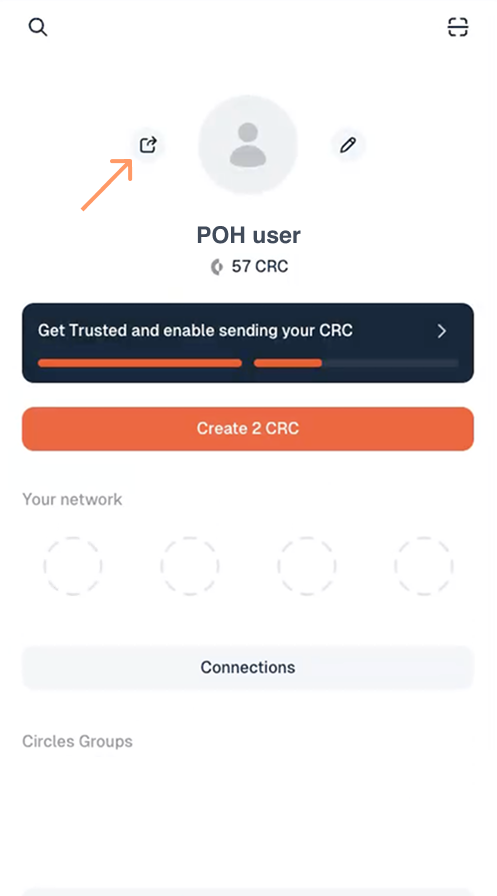 POH user
57 CRC
Get Trusted and enable sending your CRC
Create 2 CRC
Your network
Connections
Circles Groups